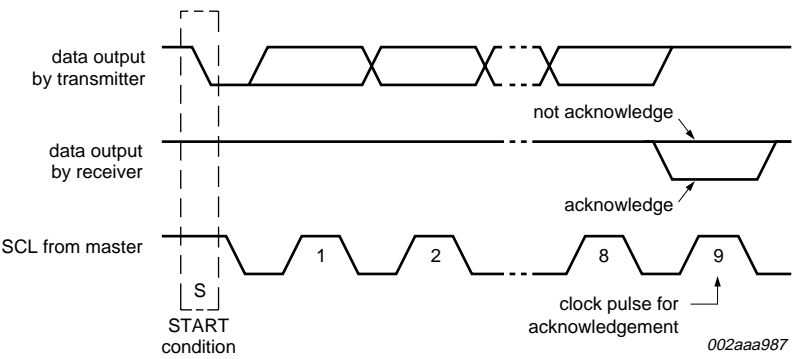 data output
by transmitter
not acknowledge
data output
by receiver
acknowledge
SCL from master
1
2
8
9
S
START
condition
clock pulse for
acknowledgement
002aaa987